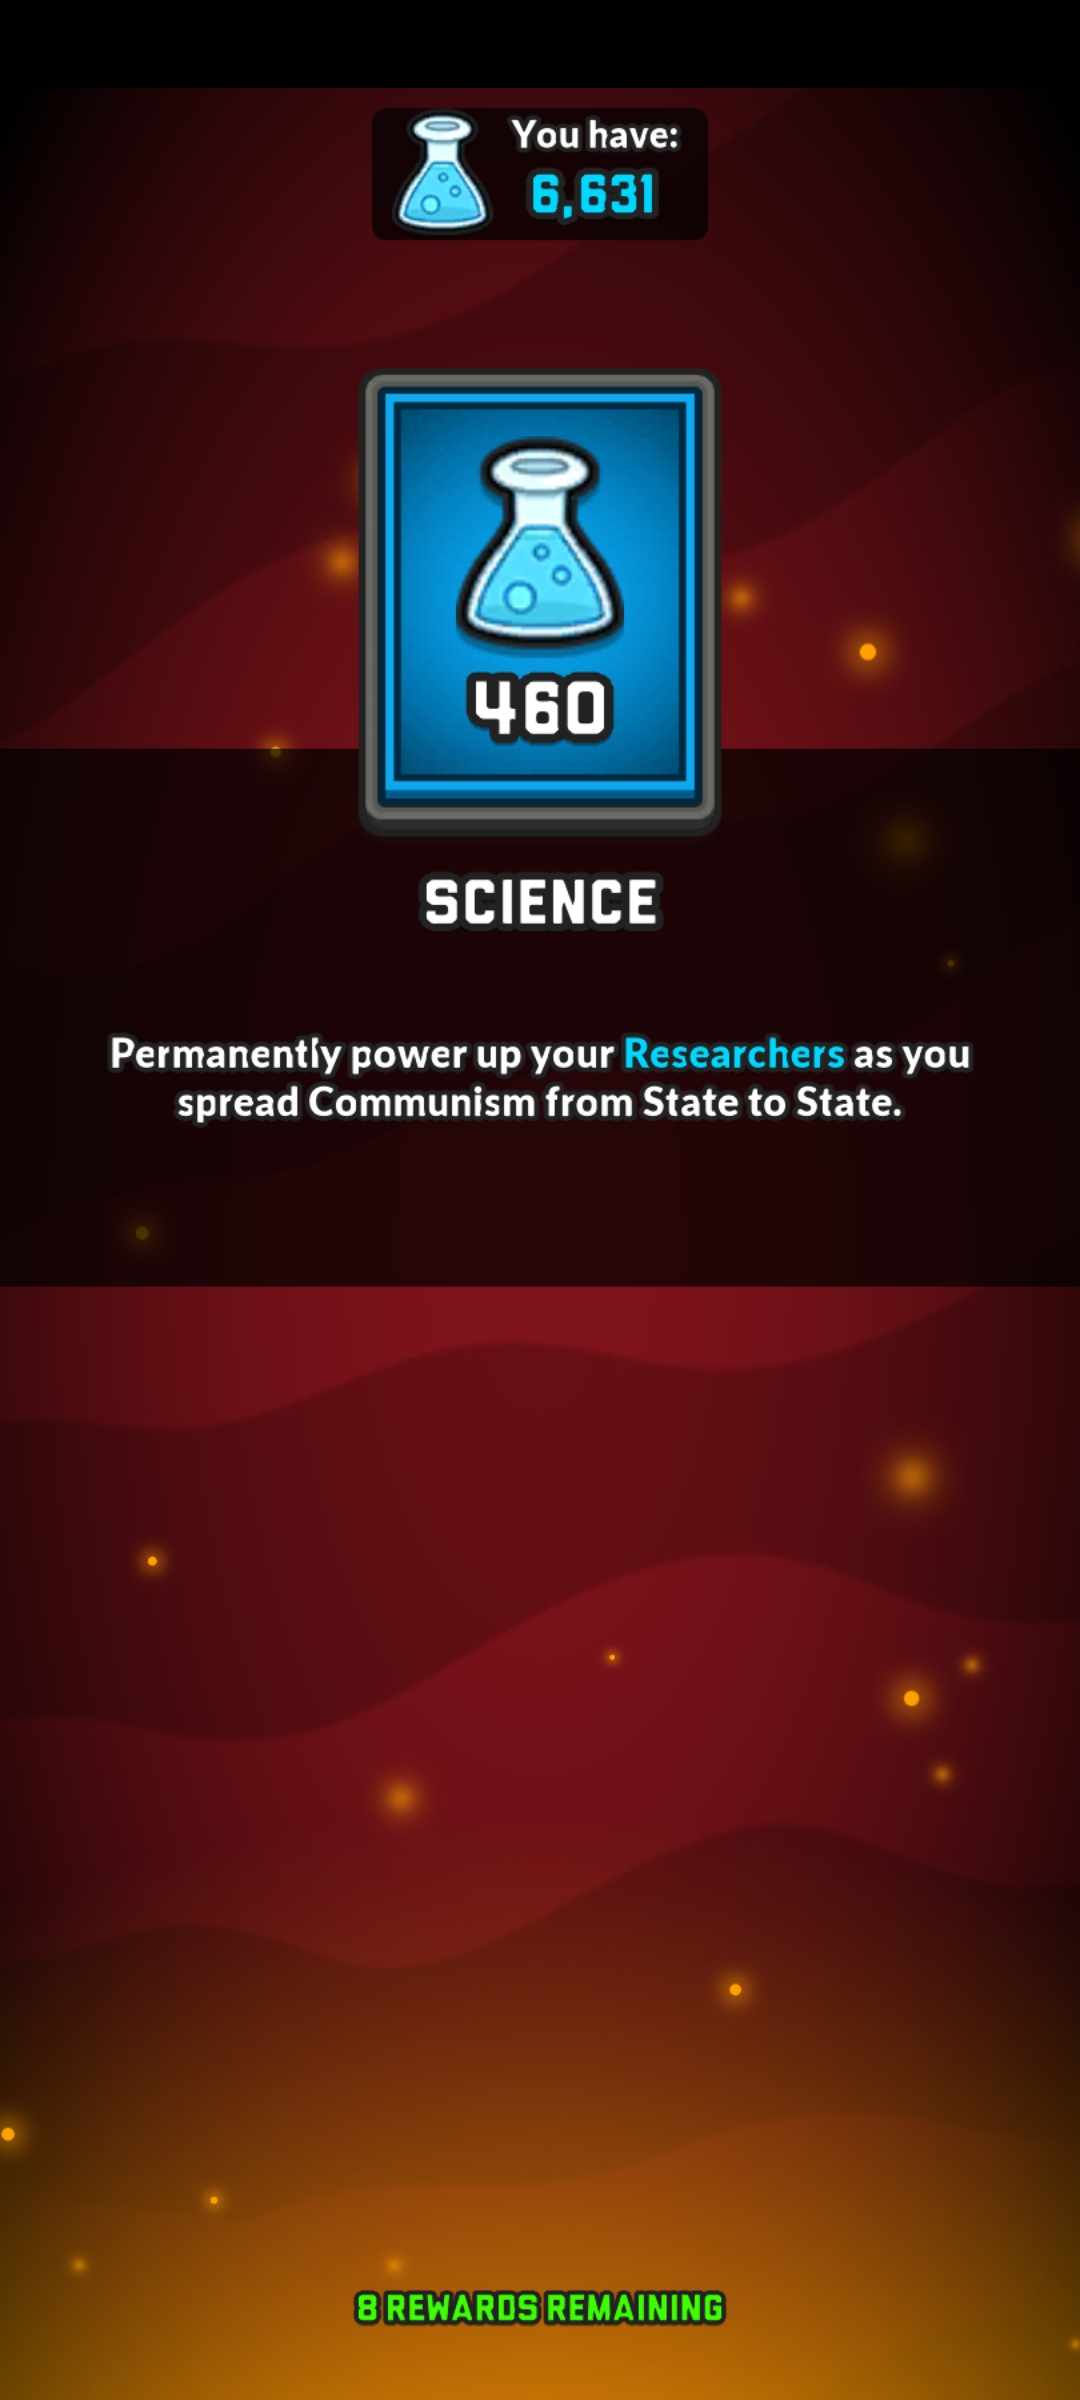 You have:
6,631
460
SCIENCE
Permanently power up your Researchers as you
spread Communism from State to State.
8 REWARDS REMAINING